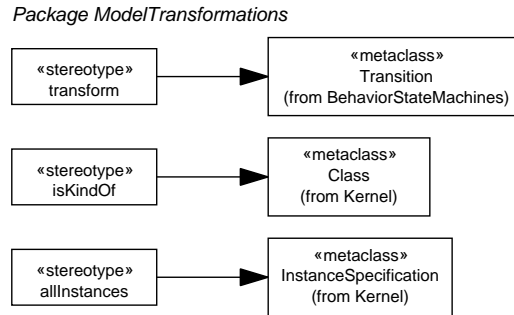 Package ModelTransformations
«stereotype»
transform
«metaclass»
Transition
(from BehaviorStateMachines)
«stereotype»
isKindOf
«metaclass»
Class
(from Kernel)
«stereotype»
allInstances
«metaclass»
InstanceSpecification
(from Kernel)